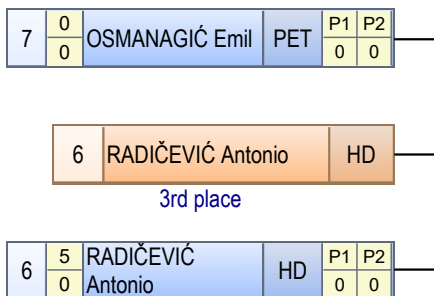 7 0 OSMANAGIĆ Emil PET P1 P2
0 0 0
6 RADIČEVIĆ Antonio HD
3rd place
6 5 RADIČEVIĆ HD P1 P2
0 Antonio 0 0